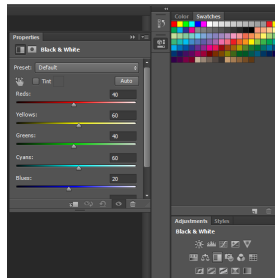 Properties
Black & White
Preset: Default
Tint
Auto
Reds: 40
Yellows: 60
Greens: 40
Cyans: 60
Blues: 20
Color Swatches
Adjustments Styles
Black & White